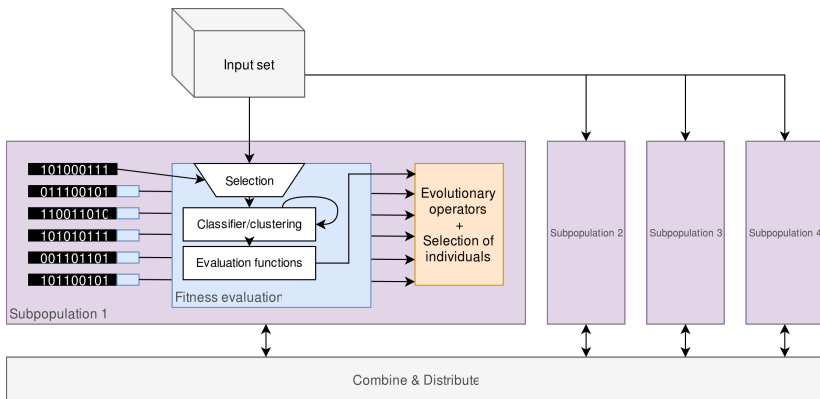 Input set
101000111
011100101
110011010
101010111
001101101
101100101
Selection
Classifier/clustering
Evaluation functions
Fitness evaluation
Evolutionary
operators
+
Selection of
individuals
Subpopulation 1
Subpopulation 2
Subpopulation 3
Subpopulation 4
Combine & Distribute